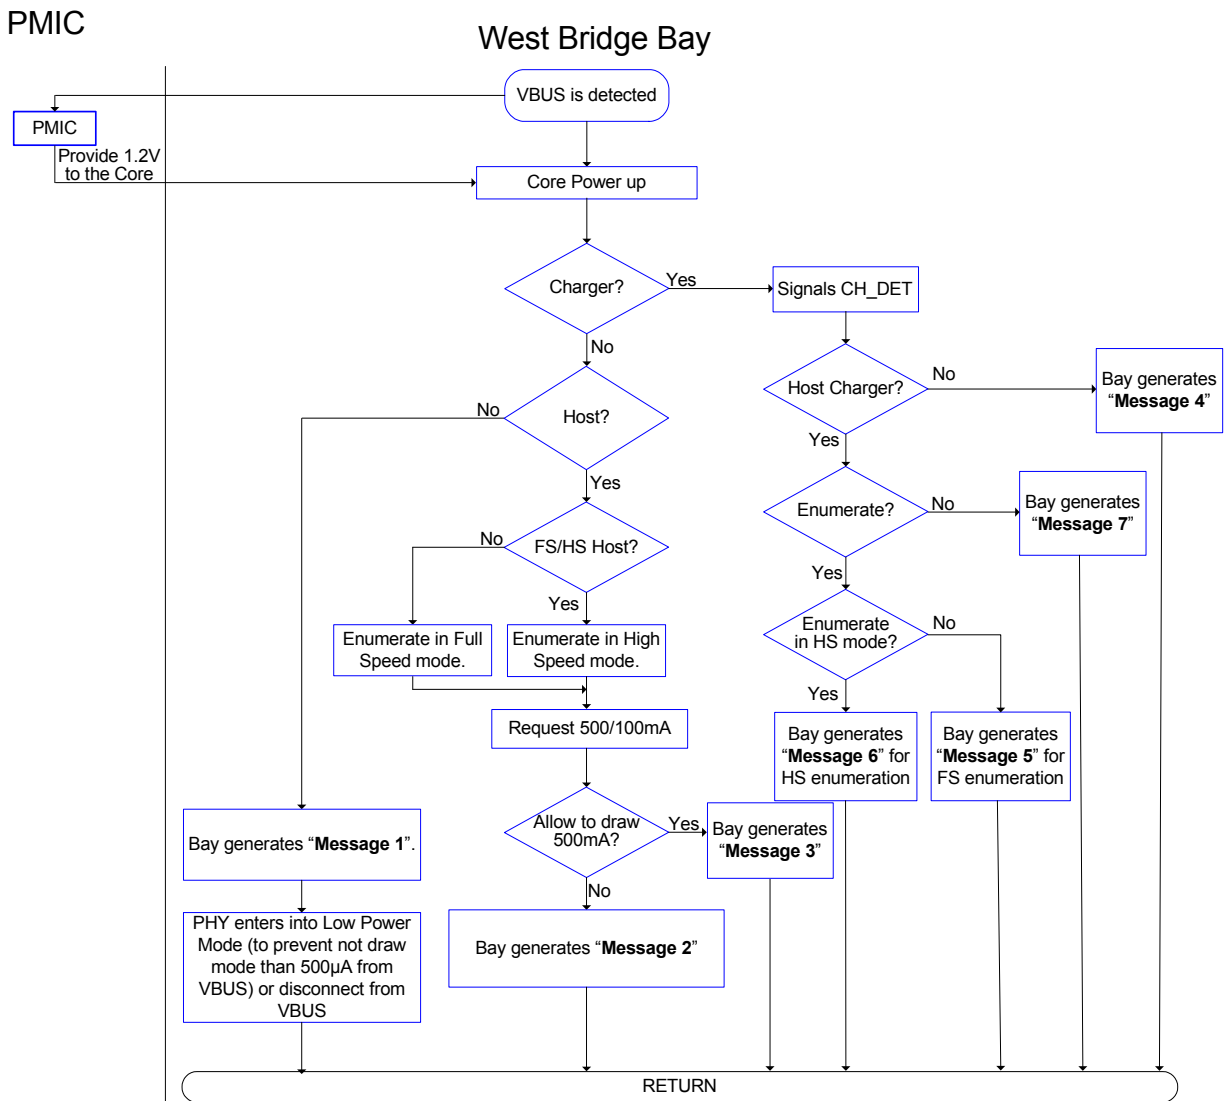 PMIC
West Bridge Bay
VBUS is detected
PMIC
Provide 1.2V
to the Core
Core Power up
Charger?
Yes
Signals CH_DET
No
Host Charger?
No
Bay generates
“Message 4”
No
Host?
Yes
Yes
Enumerate?
No
Bay generates
“Message 7”
No
FS/HS Host?
Yes
Yes
Enumerate in Full
Speed mode.
Enumerate in High
Speed mode.
Enumerate
in HS mode?
No
Yes
Request 500/100mA
Bay generates
“Message 6” for
HS enumeration
Bay generates
“Message 5” for
FS enumeration
Bay generates “Message 1”.
Allow to draw
500mA?
Yes
Bay generates
“Message 3”
No
PHY enters into Low Power
Mode (to prevent not draw
mode than 500µA from
VBUS) or disconnect from
VBUS
Bay generates “Message 2”
RETURN